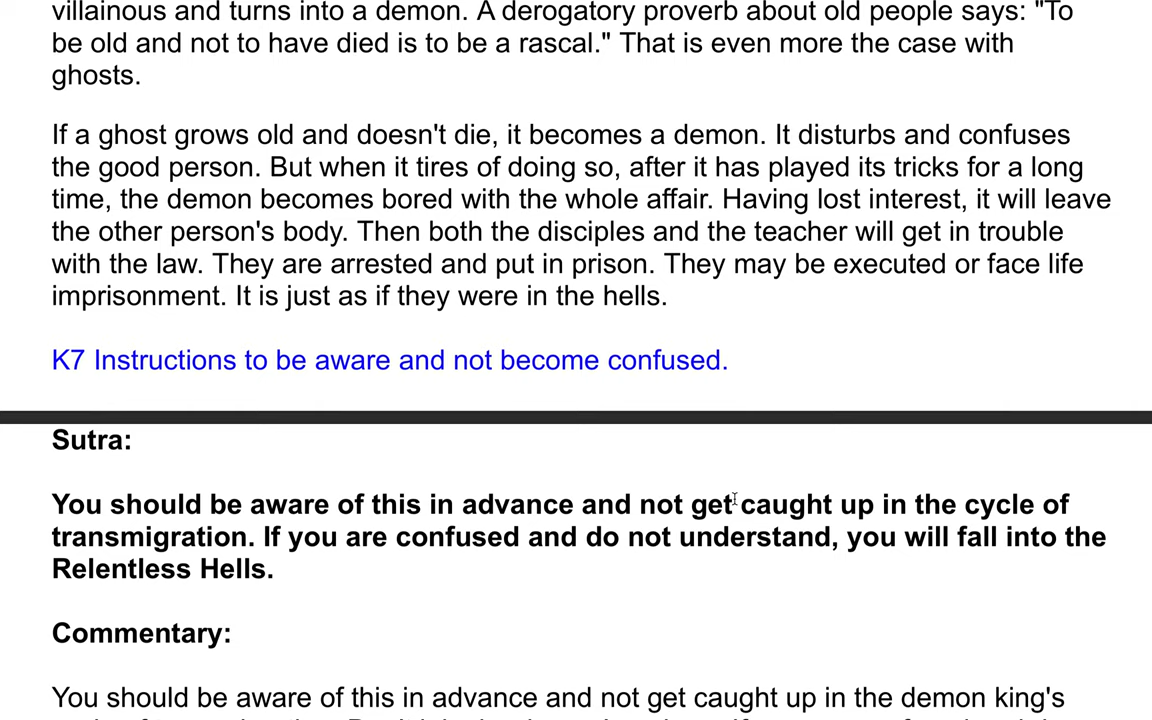 villainous and turns into a demon. A derogatory proverb about old people says: "To
be old and not to have died is to be a rascal." That is even more the case with
ghosts.
If a ghost grows old and doesn't die, it becomes a demon. It disturbs and confuses
the good person. But when it tires of doing so, after it has played its tricks for a long
time, the demon becomes bored with the whole affair. Having lost interest, it will leave
the other person's body. Then both the disciples and the teacher will get in trouble
with the law. They are arrested and put in prison. They may be executed or face life
imprisonment. It is just as if they were in the hells.
K7 Instructions to be aware and not become confused.
Sutra:
You should be aware of this in advance and not get caught up in the cycle of
transmigration. If you are confused and do not understand, you will fall into the
Relentless Hells.
Commentary:
You should be aware of this in advance and not get caught up in the demon king's